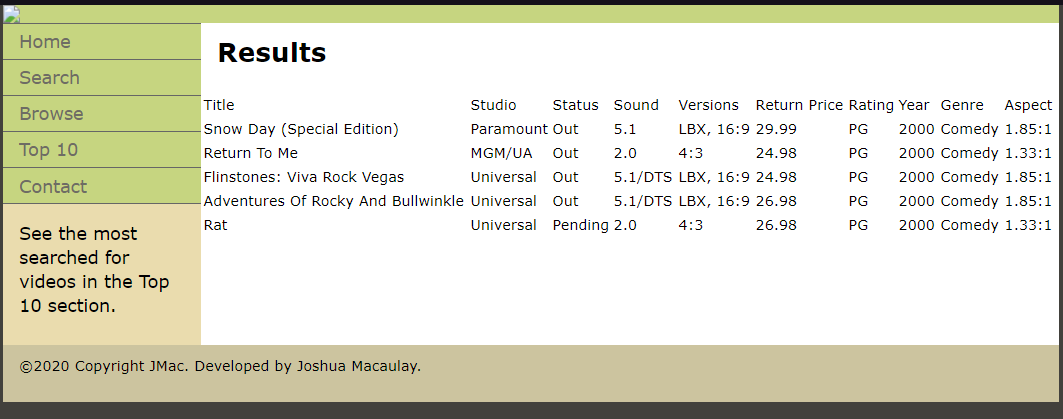 Home
Search
Browse
Top 10
Contact
See the most
searched for
videos in the Top
10 section.
Results
Title Studio Status Sound Versions Return Price Rating Year Genre Aspect
Snow Day (Special Edition) Paramount Out 5.1 LBX, 16:9 29.99 PG 2000 Comedy 1.85:1
Return To Me MGM/UA Out 2.0 4:3 24.98 PG 2000 Comedy 1.33:1
Flinstones: Viva Rock Vegas Universal Out 5.1/DTS LBX, 16:9 24.98 PG 2000 Comedy 1.85:1
Adventures Of Rocky And Bullwinkle Universal Out 5.1/DTS LBX, 16:9 26.98 PG 2000 Comedy 1.85:1
Rat Universal Pending 2.0 4:3 26.98 PG 2000 Comedy 1.33:1
©2020 Copyright JMac. Developed by Joshua Macaulay.